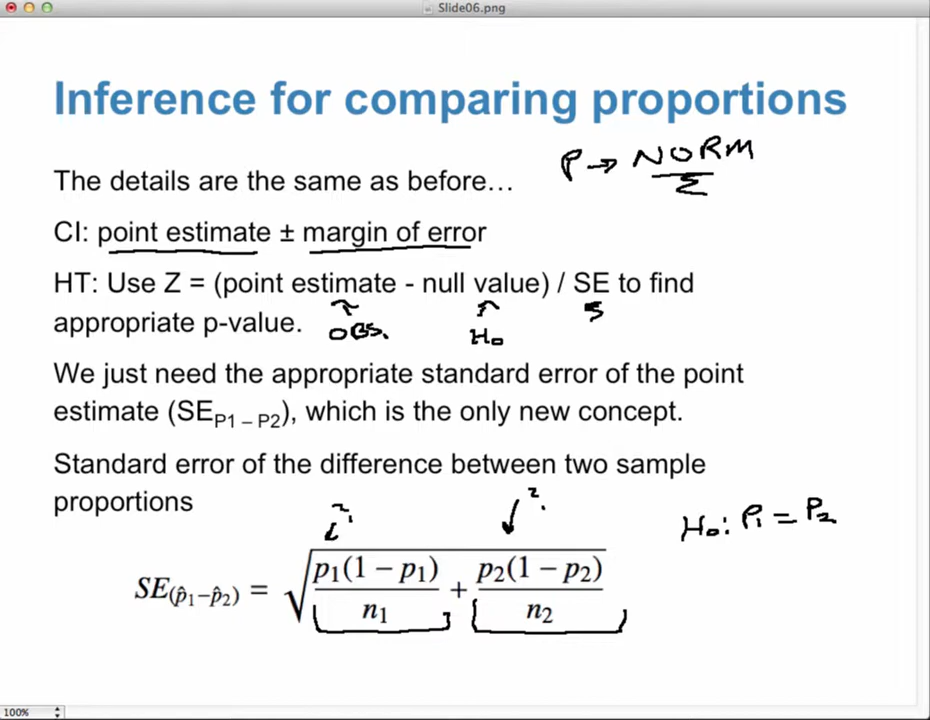 Slide06.png
Inference for comparing proportions
P → NORM
Z
The details are the same as before…
CI: point estimate ± margin of error
HT: Use Z = (point estimate - null value) / SE to find
appropriate p-value.
OBS.
H₀
S
We just need the appropriate standard error of the point
estimate (SE_P1 – P2), which is the only new concept.
Standard error of the difference between two sample
proportions
H₀: P₁ = P₂
SE_(p̂₁−p̂₂) = √( p₁(1 − p₁) / n₁ + p₂(1 − p₂) / n₂ )
100%